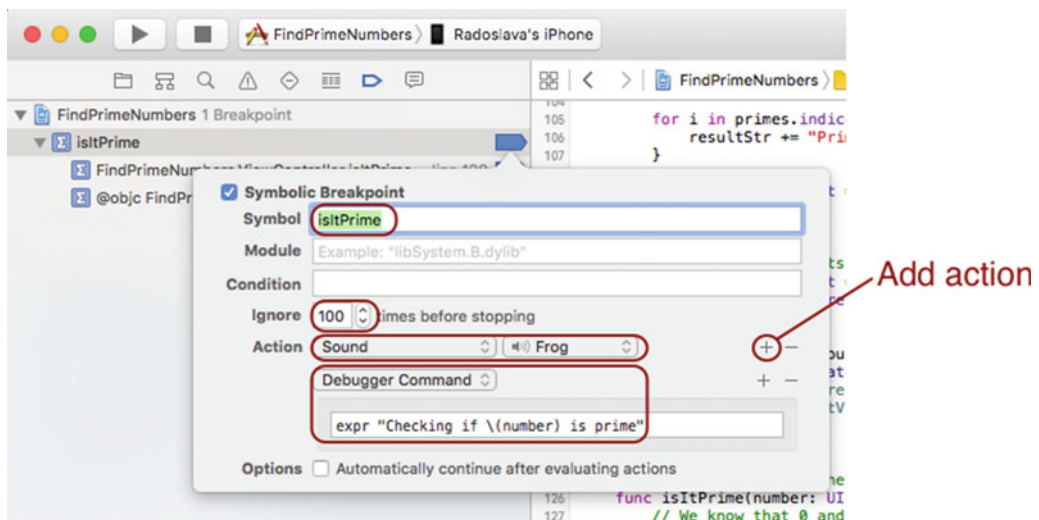 FindPrimeNumbers Radoslava's iPhone
FindPrimeNumbers
FindPrimeNumbers 1 Breakpoint
isItPrime
FindPrimeNum
@objc FindPr
104
105 for i in primes.indic
106 resultStr += "Pri
107 }
Symbolic Breakpoint
Symbol isItPrime
Module Example: "libSystem.B.dylib"
Condition
Ignore 100 times before stopping
Action Sound Frog
Add action
Debugger Command
expr "Checking if \(number) is prime"
Options Automatically continue after evaluating actions
126 func isItPrime(number: UI
127 // We know that 0 and